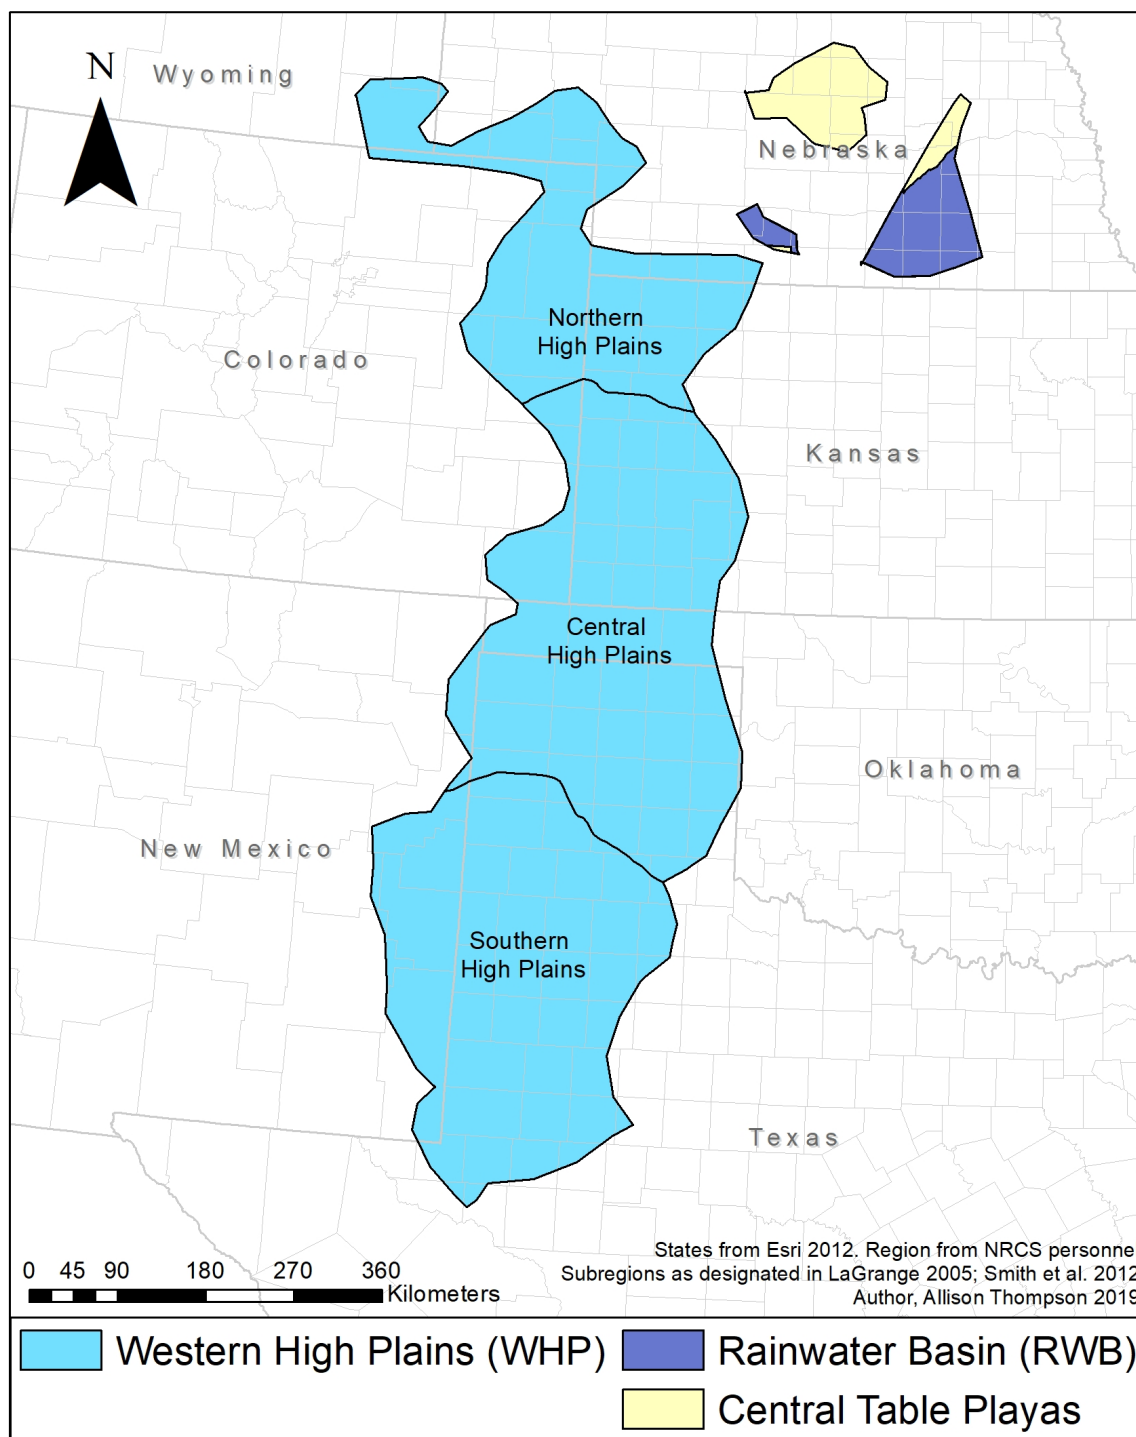 N
Wyoming
Nebraska
Northern
High Plains
Colorado
Kansas
Central
High Plains
Oklahoma
New Mexico
Southern
High Plains
Texas
States from Esri 2012. Region from NRCS personne
Subregions as designated in LaGrange 2005; Smith et al. 2012
Author, Allison Thompson 2019
0 45 90 180 270 360
Kilometers
Western High Plains (WHP)
Rainwater Basin (RWB)
Central Table Playas